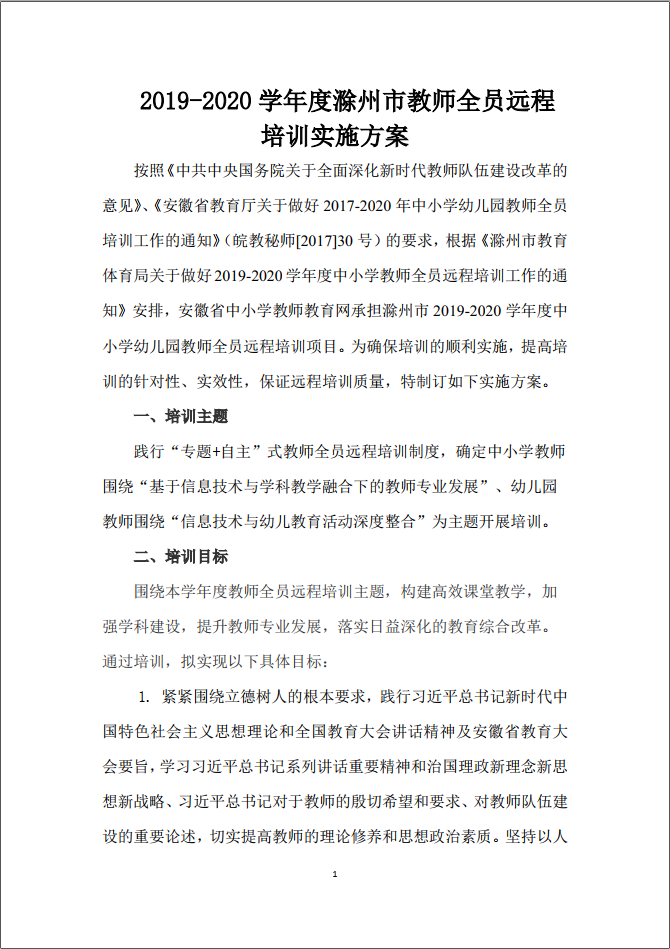 2019-2020 学年度滁州市教师全员远程
培训实施方案
按照《中共中央国务院关于全面深化新时代教师队伍建设改革的
意见》、《安徽省教育厅关于做好 2017-2020 年中小学幼儿园教师全员
培训工作的通知》（皖教秘师[2017]30 号）的要求，根据《滁州市教育
体育局关于做好 2019-2020 学年度中小学教师全员远程培训工作的通
知》安排，安徽省中小学教师教育网承担滁州市 2019-2020 学年度中
小学幼儿园教师全员远程培训项目。为确保培训的顺利实施，提高培
训的针对性、实效性，保证远程培训质量，特制订如下实施方案。
一、培训主题
践行“专题+自主”式教师全员远程培训制度，确定中小学教师
围绕“基于信息技术与学科教学融合下的教师专业发展”、幼儿园
教师围绕“信息技术与幼儿教育活动深度整合”为主题开展培训。
二、培训目标
围绕本学年度教师全员远程培训主题，构建高效课堂教学，加
强学科建设，提升教师专业发展，落实日益深化的教育综合改革。
通过培训，拟实现以下具体目标：
1. 紧紧围绕立德树人的根本要求，践行习近平总书记新时代中
国特色社会主义思想理论和全国教育大会讲话精神及安徽省教育大
会要旨，学习习近平总书记系列讲话重要精神和治国理政新理念新思
想新战略、习近平总书记对于教师的殷切希望和要求、对教师队伍建
设的重要论述，切实提高教师的理论修养和思想政治素质。坚持以人
1